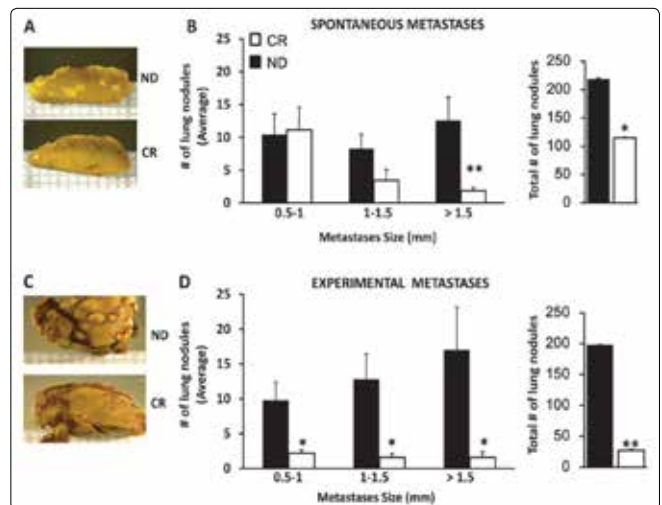 A
ND
CR
B
SPONTANEOUS METASTASES
CR
ND
# of lung nodules
(Average)
25
20
15
10
5
0
**
0.5-1
1-1.5
> 1.5
Metastases Size (mm)
Total # of lung nodules
250
200
150
100
50
0
*
C
ND
CR
D
EXPERIMENTAL METASTASES
# of lung nodules
(Average)
25
20
15
10
5
0
*
*
*
0.5-1
1-1.5
> 1.5
Metastases Size (mm)
Total # of lung nodules
250
200
150
100
50
0
**